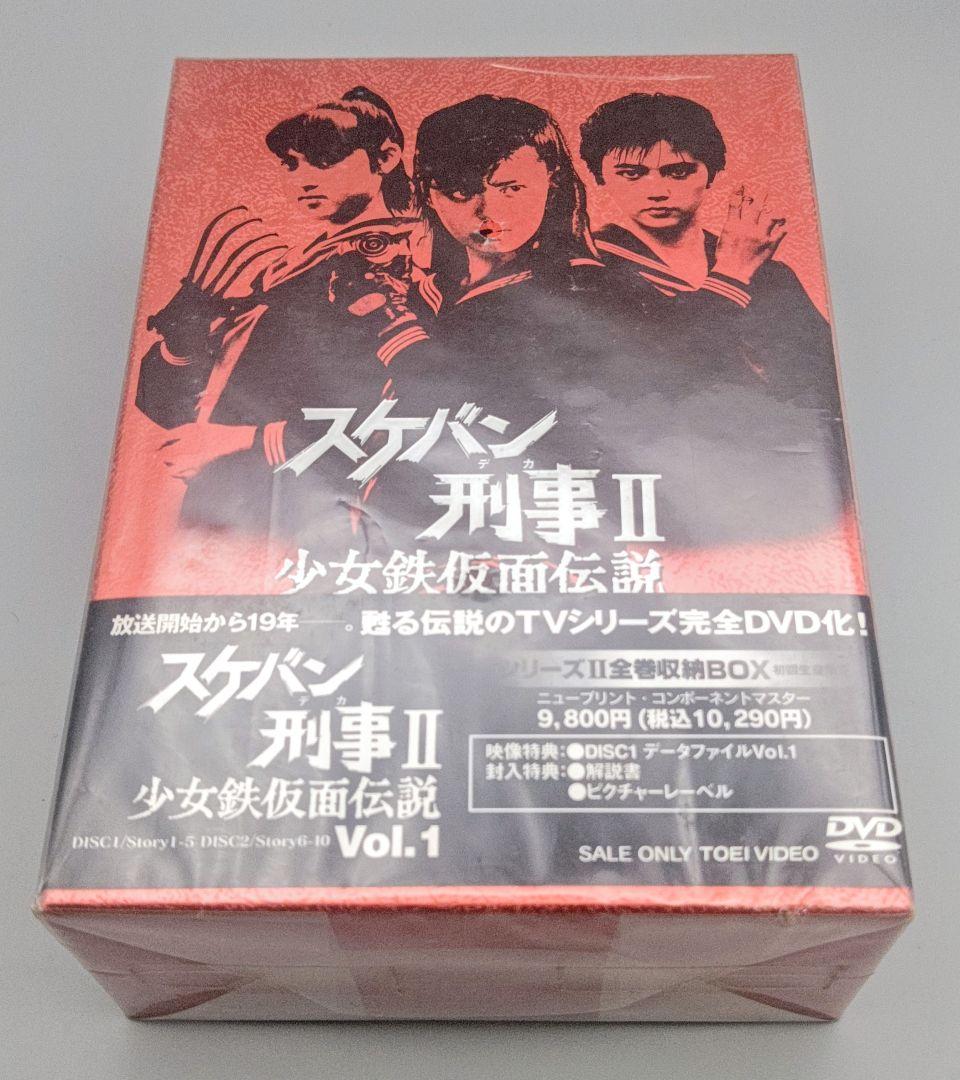 スケバン
デカ
刑事II
少女鉄仮面伝説
放送開始から19年——。甦る伝説のTVシリーズ完全DVD化!
スケバン
デカ
刑事II
少女鉄仮面伝説
DISC1/Story1-5 DISC2/Story6-10 Vol.1
シリーズII全巻収納BOX
ニュープリント・コンポーネントマスター
9,800円(税込10,290円)
映像特典:●DISC1 データファイルVol.1
封入特典:●解説書
●ピクチャーレーベル
SALE ONLY TOEI VIDEO
DVD
VIDEO